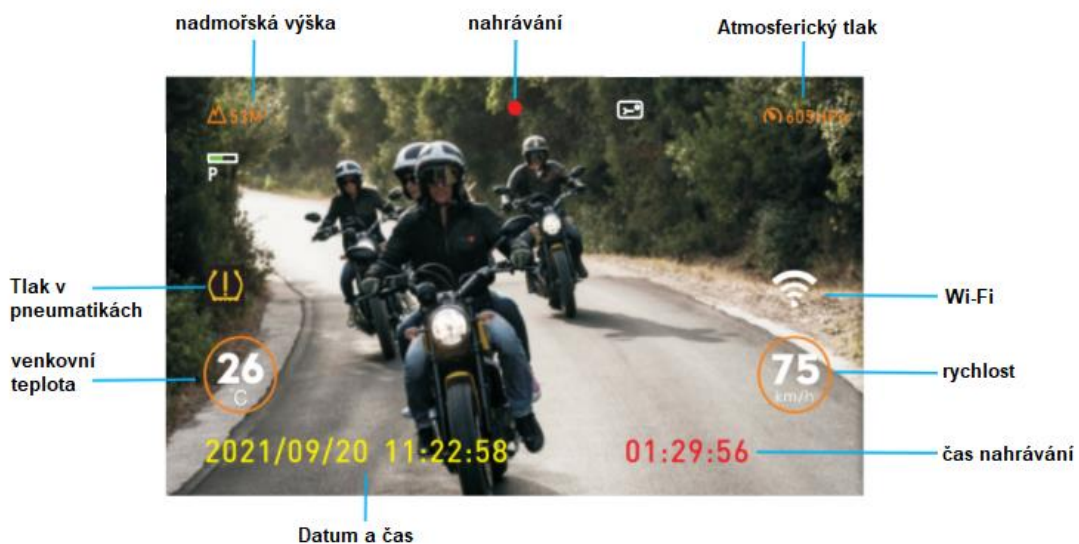 nadmořská výška
nahrávání
Atmosferický tlak
53M
P
Tlak v
pneumatikách
Wi-Fi
26
C
venkovní
teplota
75
km/h
rychlost
2021/09/20 11:22:58
01:29:56
čas nahrávání
Datum a čas